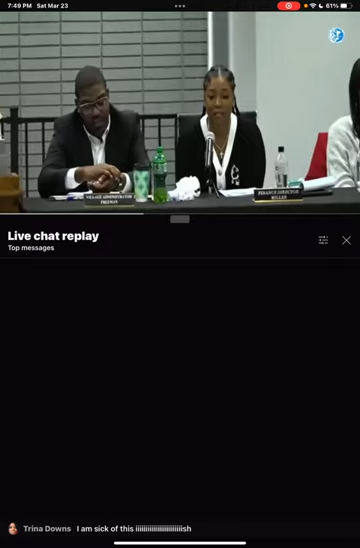 7:49 PM Sat Mar 23
61%
VILLAGE ADMINISTRATOR
FREEMAN
FINANCE DIRECTOR
MILLER
Live chat replay
Top messages
Trina Downs I am sick of this iiiiiiiiiiiiiiiiiiiiiiish